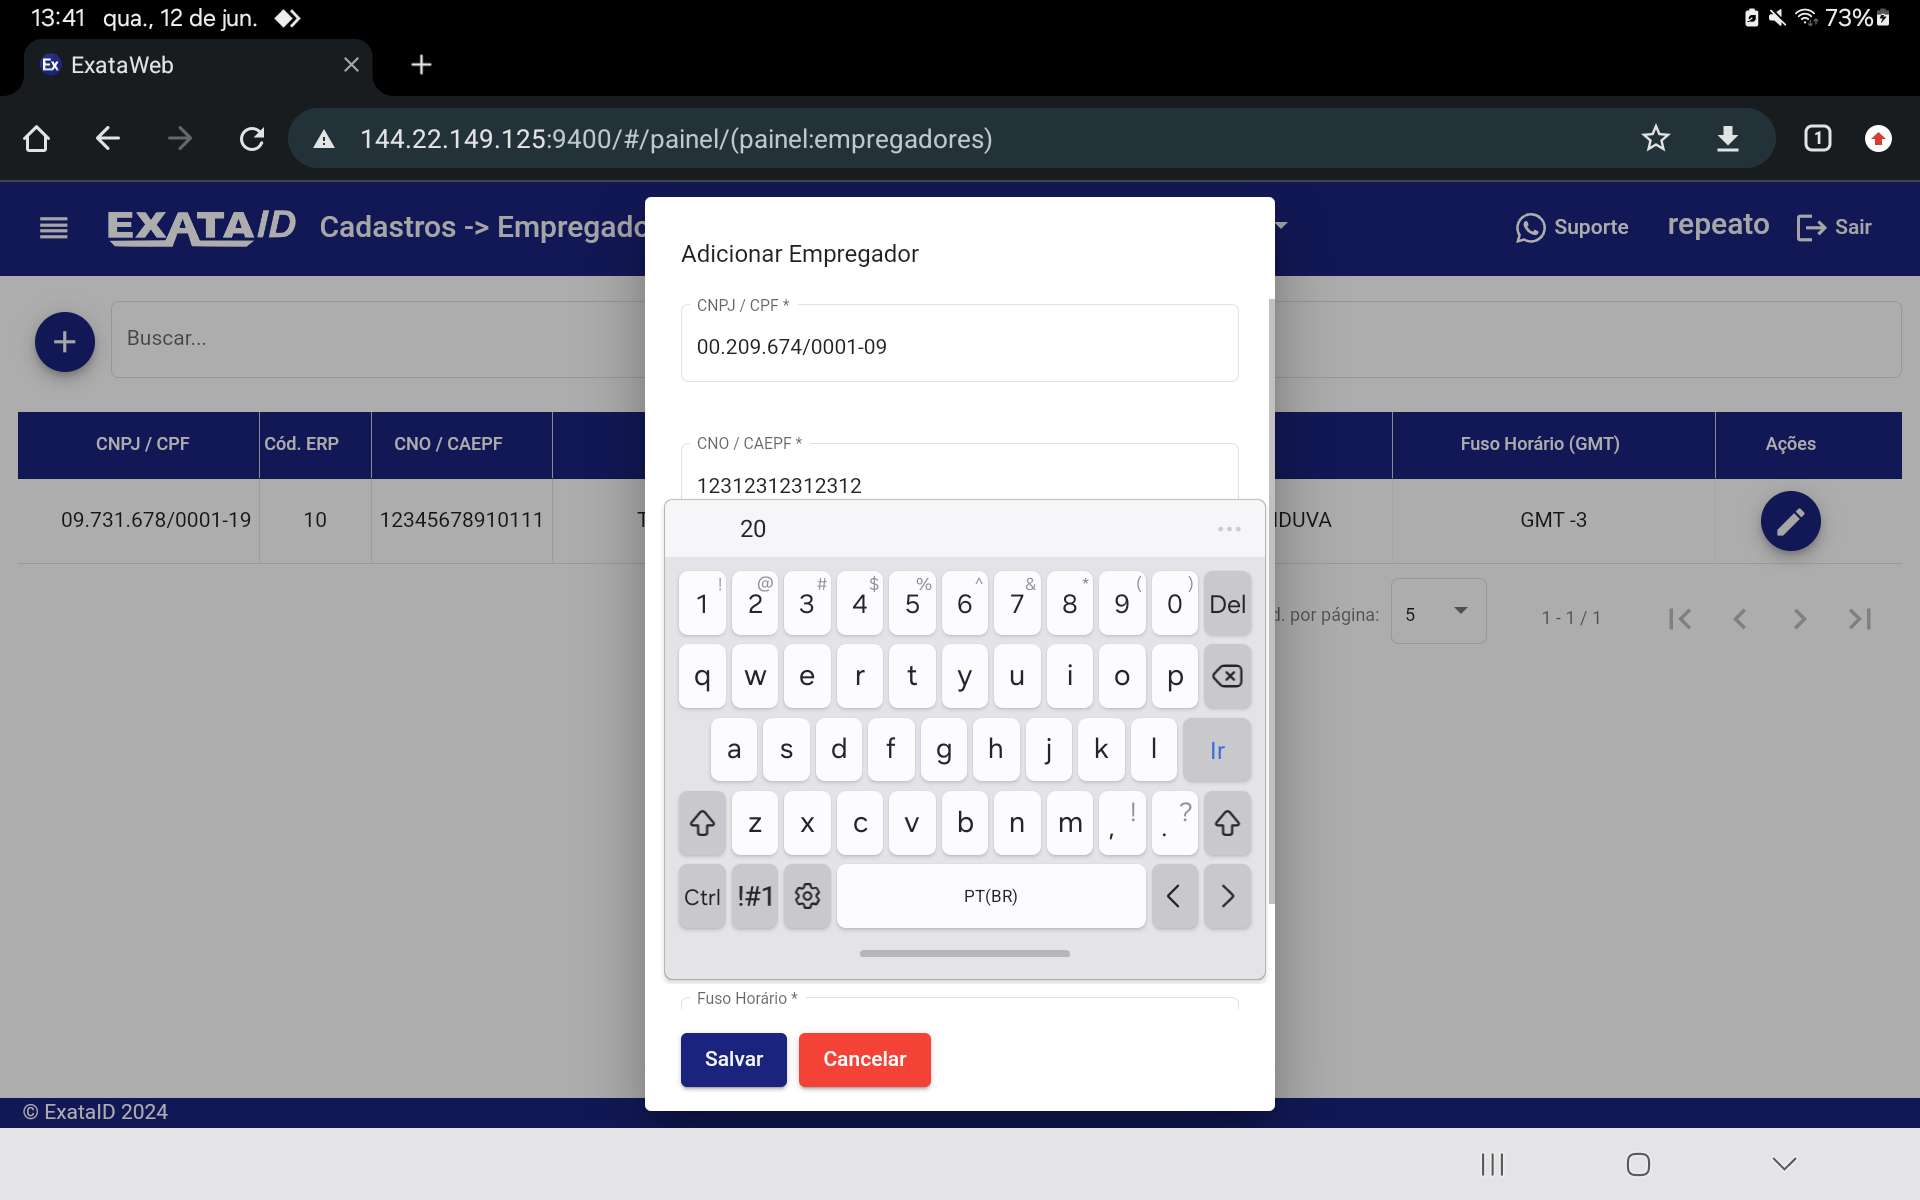 13:41 qua., 12 de jun. 73%
Ex ExataWeb
144.22.149.125:9400/#/painel/(painel:empregadores) 1
EXATAID Cadastros -> Empregado Suporte repeato Sair
Adicionar Empregador
CNPJ / CPF *
00.209.674/0001-09
Buscar...
CNPJ / CPF Cód. ERP CNO / CAEPF Fuso Horário (GMT) Ações
CNO / CAEPF *
12312312312312
09.731.678/0001-19 10 12345678910111 T IDUVA GMT -3
20 ...
! @ # $ % ^ & * ( )
1 2 3 4 5 6 7 8 9 0 Del
d. por página: 5 1 - 1 / 1
q w e r t y u i o p
a s d f g h j k l Ir
z x c v b n m , ! . ?
Ctrl !#1 PT(BR) < >
Fuso Horário *
Salvar Cancelar
© ExataID 2024